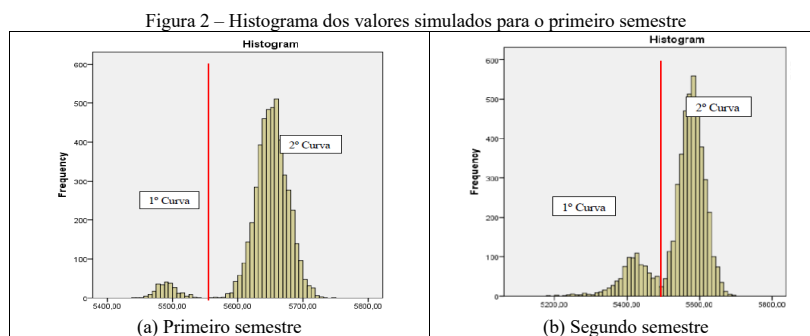 Figura 2 – Histograma dos valores simulados para o primeiro semestre
Histogram
600
500
400
300
200
100
0
Frequency
1º Curva
2º Curva
5400,00 5500,00 5600,00 5700,00 5800,00
(a) Primeiro semestre
Histogram
600
500
400
300
200
100
0
Frequency
1º Curva
2º Curva
5200,00 5400,00 5600,00 5800,00
(b) Segundo semestre